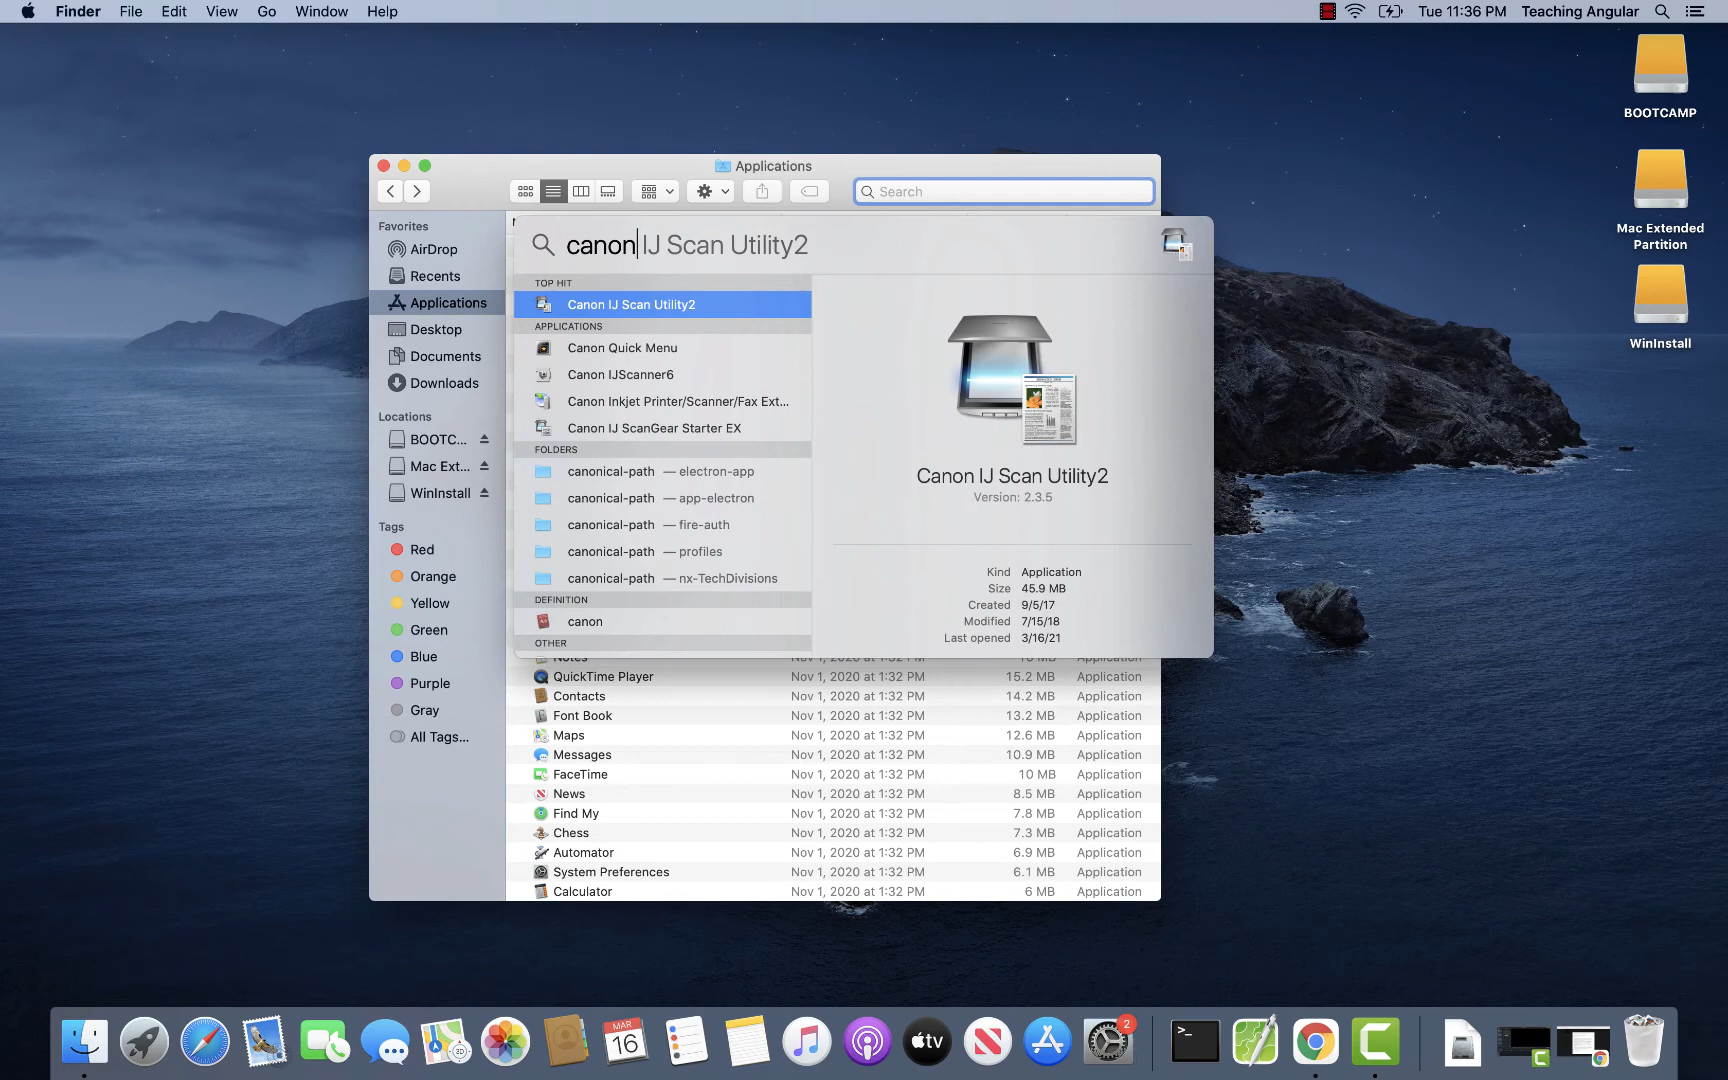 Finder File Edit View Go Window Help
Tue 11:36 PM Teaching Angular
BOOTCAMP
Mac Extended
Partition
WinInstall
Applications
Search
Favorites
AirDrop
Recents
Applications
Desktop
Documents
Downloads
Locations
BOOTC...
Mac Ext...
WinInstall
Tags
Red
Orange
Yellow
Green
Blue
Purple
Gray
All Tags...
canon IJ Scan Utility2
TOP HIT
Canon IJ Scan Utility2
APPLICATIONS
Canon Quick Menu
Canon IJScanner6
Canon Inkjet Printer/Scanner/Fax Ext...
Canon IJ ScanGear Starter EX
FOLDERS
canonical-path — electron-app
canonical-path — app-electron
canonical-path — fire-auth
canonical-path — profiles
canonical-path — nx-TechDivisions
DEFINITION
canon
OTHER
Canon IJ Scan Utility2
Version: 2.3.5
Kind Application
Size 45.9 MB
Created 9/5/17
Modified 7/15/18
Last opened 3/16/21
QuickTime Player Nov 1, 2020 at 1:32 PM 15.2 MB Application
Contacts Nov 1, 2020 at 1:32 PM 14.2 MB Application
Font Book Nov 1, 2020 at 1:32 PM 13.2 MB Application
Maps Nov 1, 2020 at 1:32 PM 12.6 MB Application
Messages Nov 1, 2020 at 1:32 PM 10.9 MB Application
FaceTime Nov 1, 2020 at 1:32 PM 10 MB Application
News Nov 1, 2020 at 1:32 PM 8.5 MB Application
Find My Nov 1, 2020 at 1:32 PM 7.8 MB Application
Chess Nov 1, 2020 at 1:32 PM 7.3 MB Application
Automator Nov 1, 2020 at 1:32 PM 6.9 MB Application
System Preferences Nov 1, 2020 at 1:32 PM 6.1 MB Application
Calculator Nov 1, 2020 at 1:32 PM 6 MB Application
3D
MAR
16
tv
2
>_